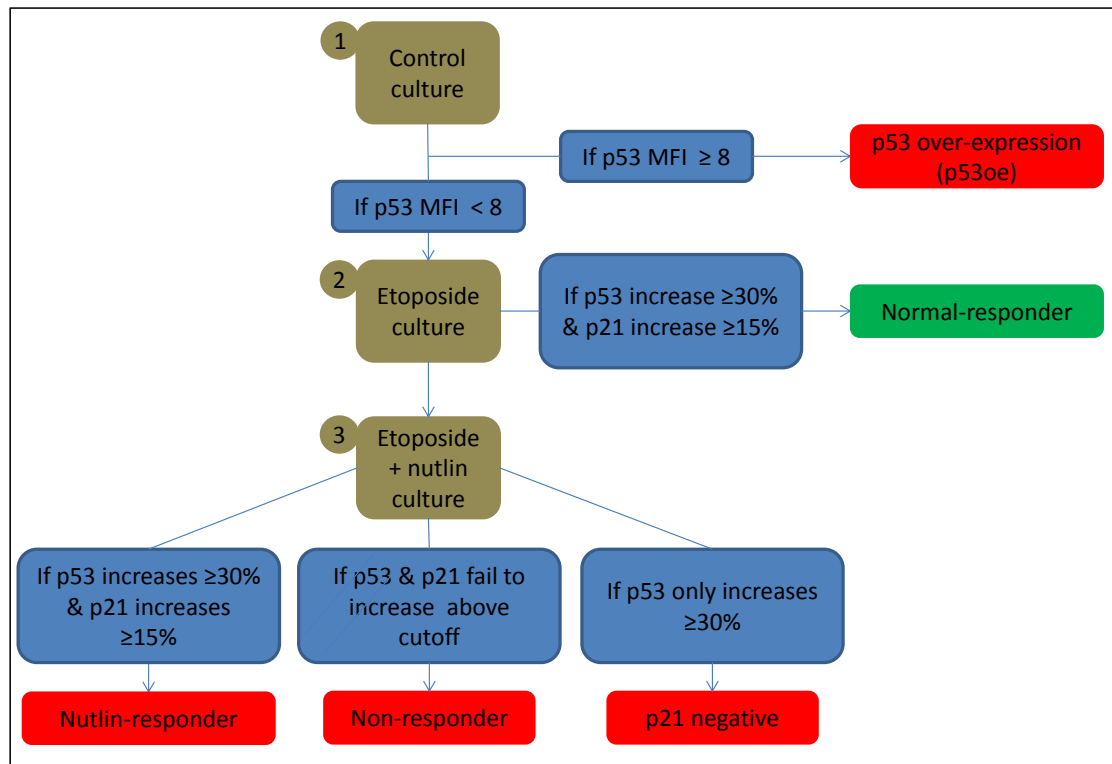 1
Control
culture
If p53 MFI ≥ 8
p53 over-expression
(p53oe)
If p53 MFI < 8
2
Etoposide
culture
If p53 increase ≥30%
& p21 increase ≥15%
Normal-responder
3
Etoposide
+ nutlin
culture
If p53 increases ≥30%
& p21 increases
≥15%
If p53 & p21 fail to
increase above
cutoff
If p53 only increases
≥30%
Nutlin-responder
Non-responder
p21 negative